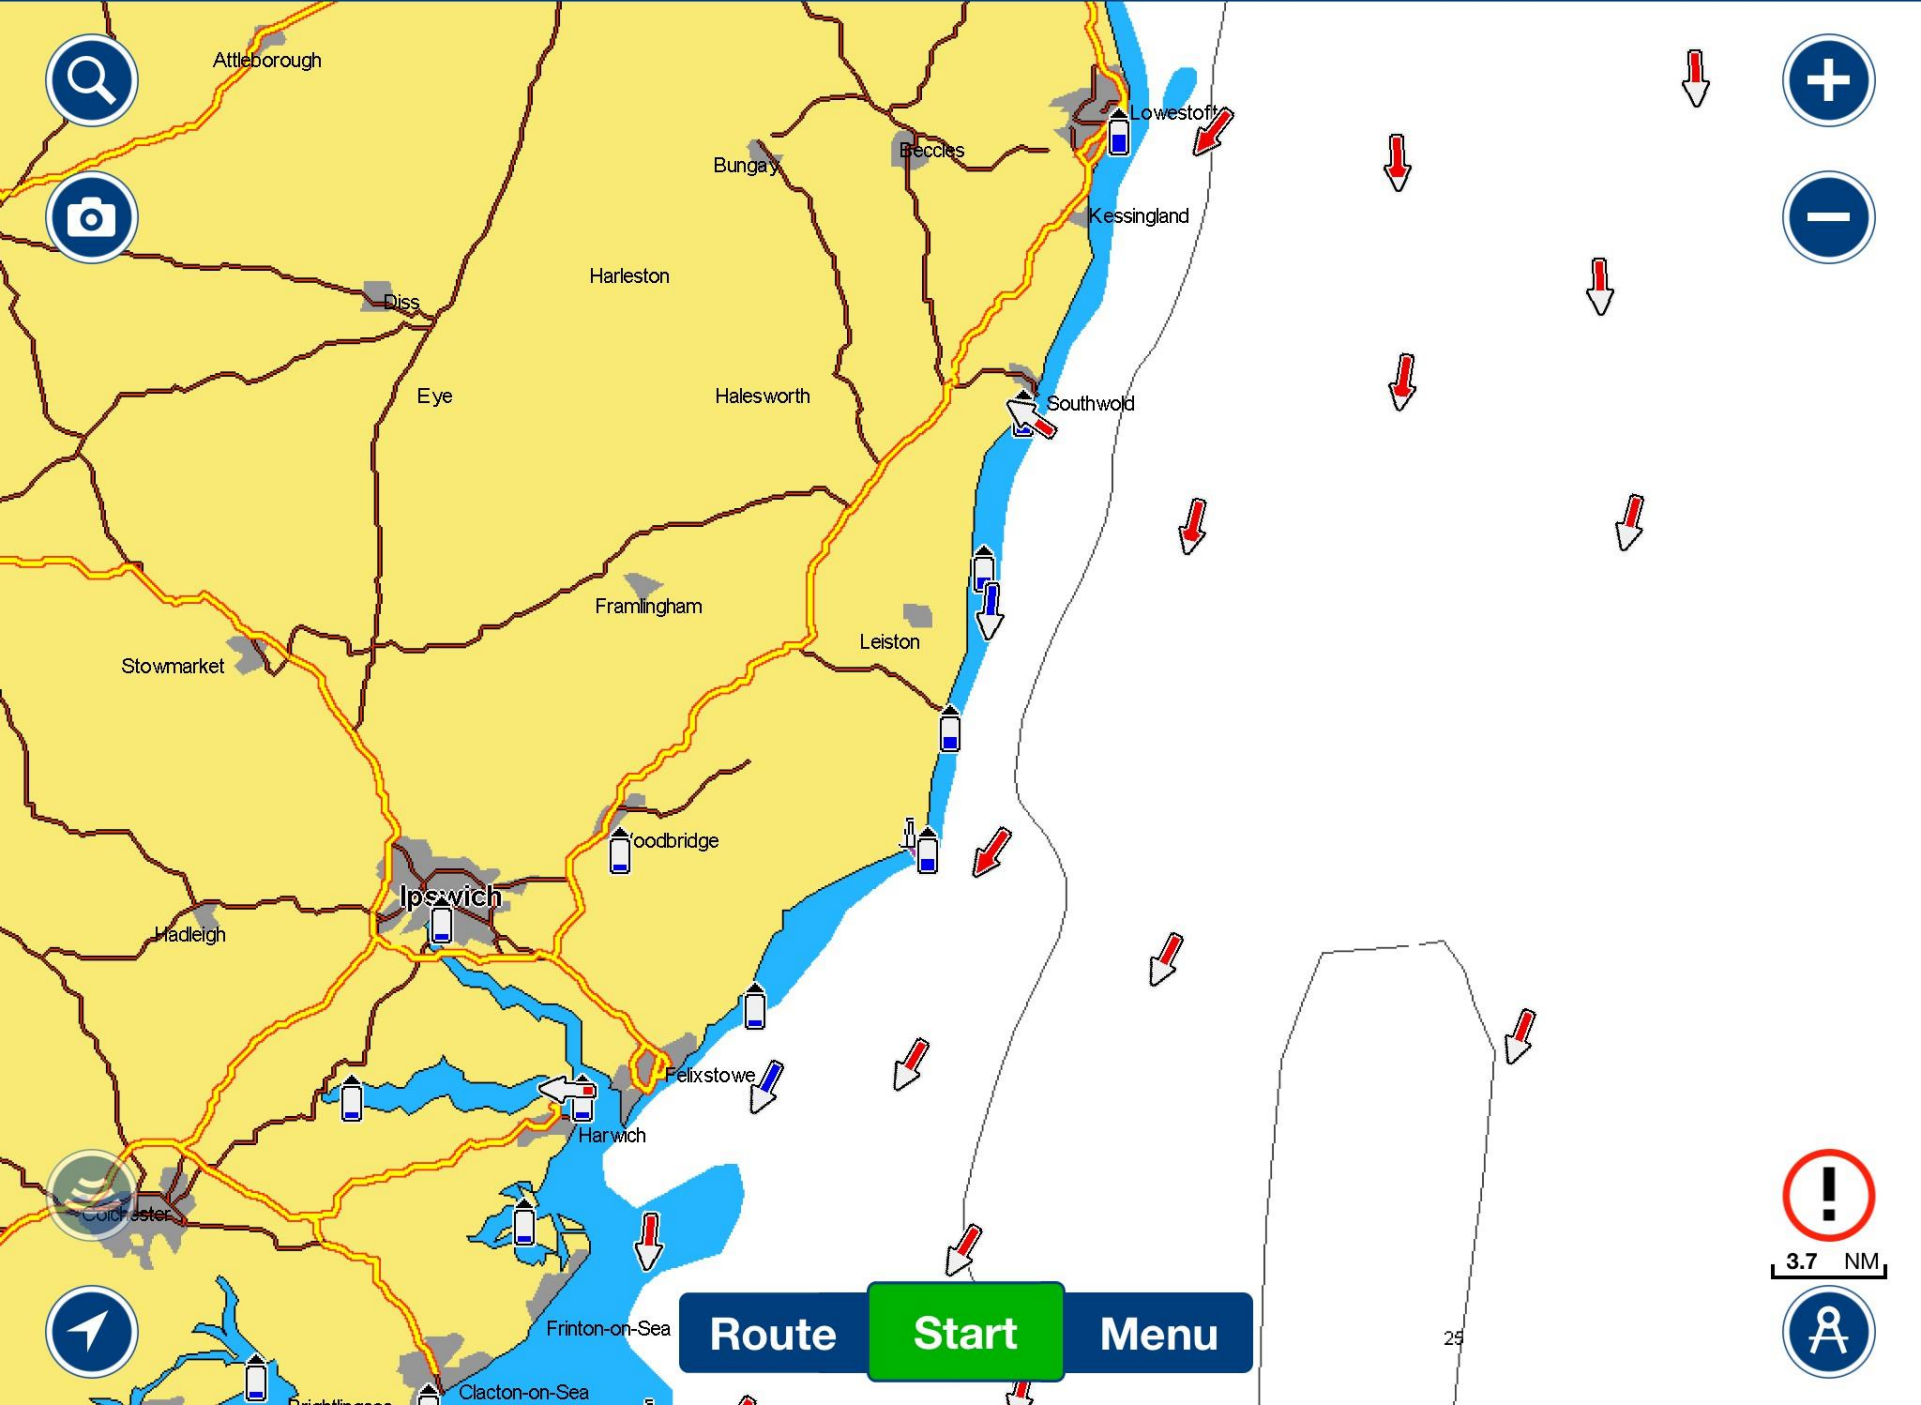 Attleborough
Lowestoft
Bungay
Beccles
Kessingland
Harleston
Diss
Eye
Halesworth
Southwold
Framlingham
Leiston
Stowmarket
oodbridge
Ipswich
Hadleigh
Felixstowe
Harwich
Colchester
3.7 NM
Frinton-on-Sea
Route
Start
Menu
25
Clacton-on-Sea